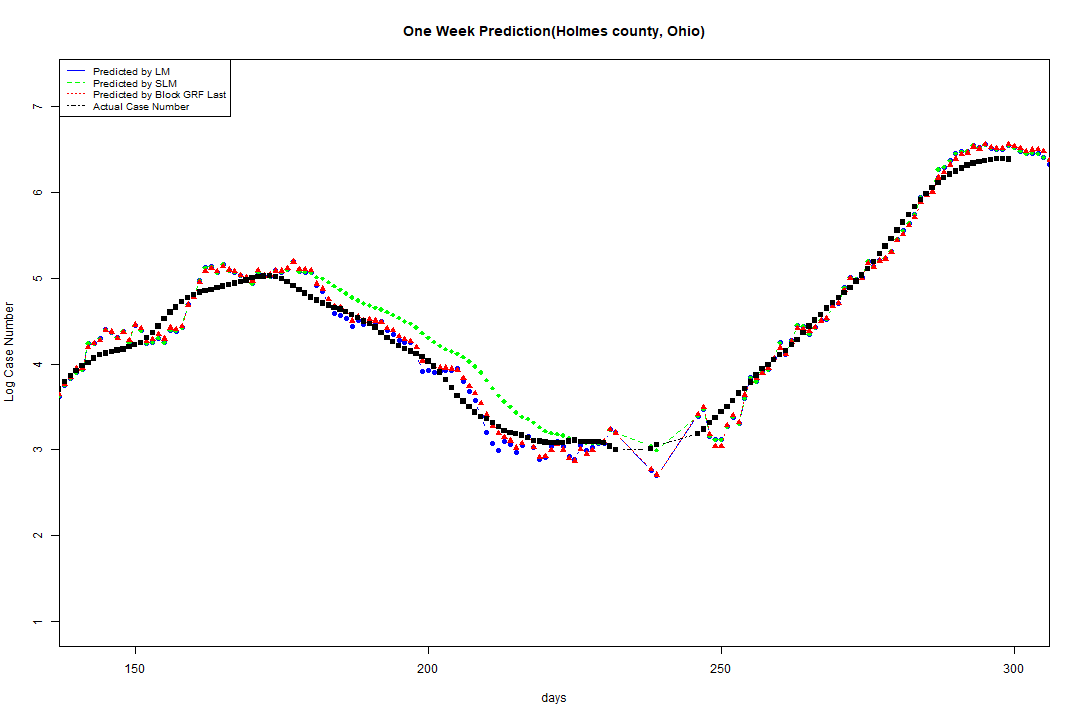 One Week Prediction(Holmes county, Ohio)
Predicted by LM
Predicted by SLM
Predicted by Block GRF Last
Actual Case Number
7
6
5
4
3
2
1
Log Case Number
150
200
250
300
days